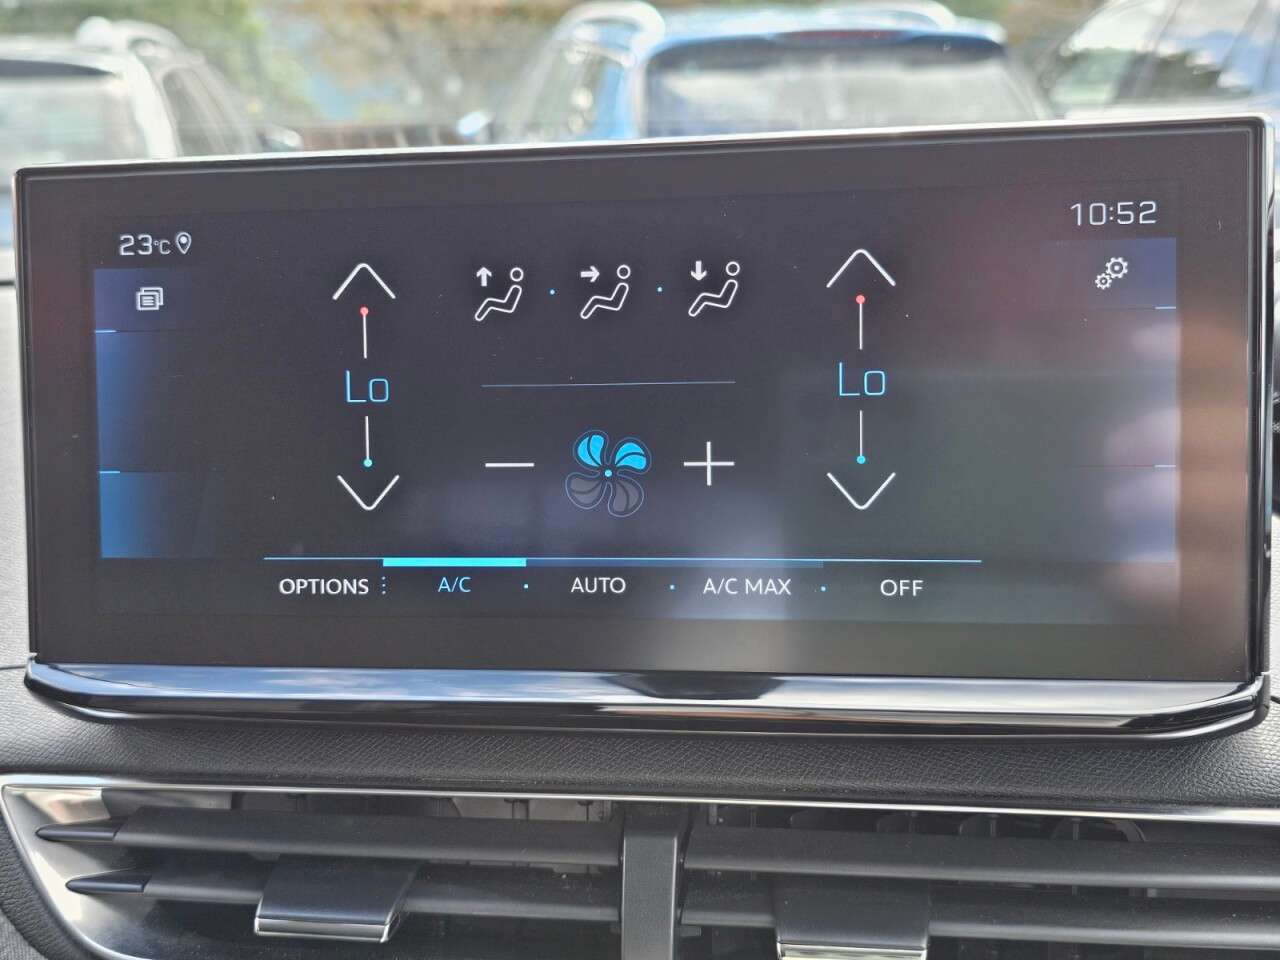 23°C
10:52
Lo
Lo
OPTIONS A/C AUTO A/C MAX OFF